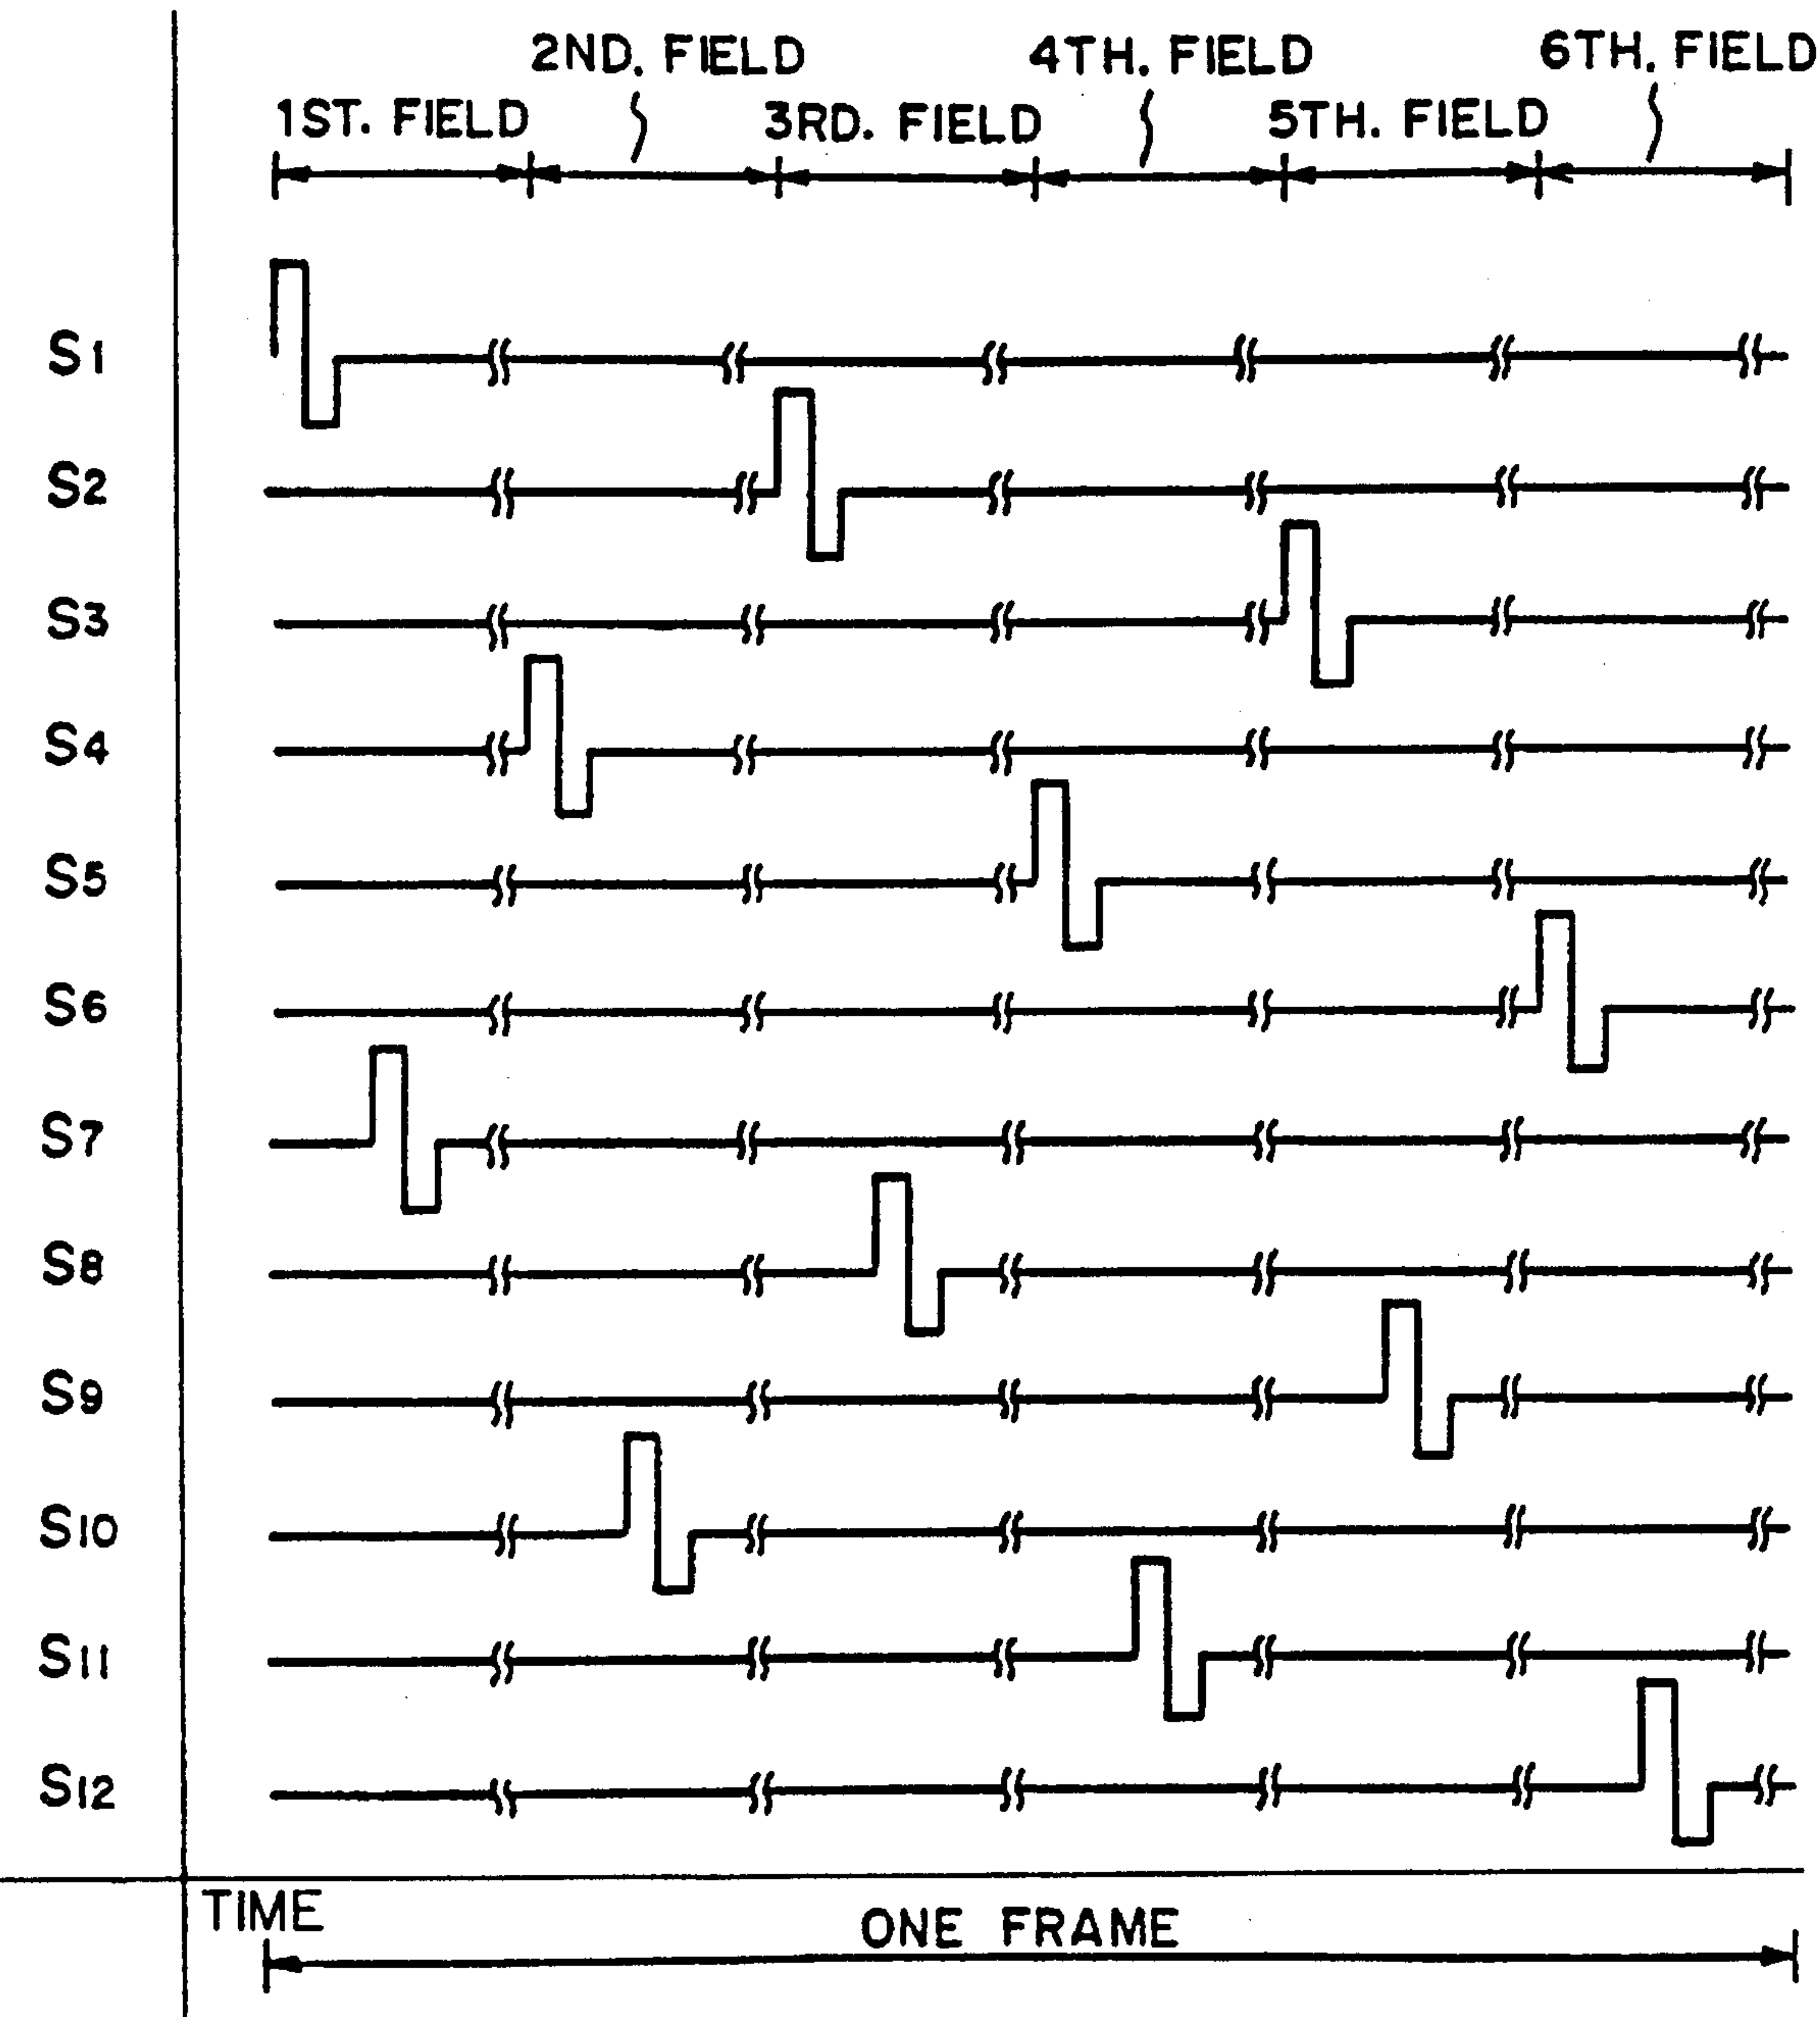 2ND. FIELD 4TH. FIELD 6TH. FIELD
1ST. FIELD 3RD. FIELD 5TH. FIELD
S1
S2
S3
S4
S5
S6
S7
S8
S9
S10
S11
S12
TIME
ONE FRAME